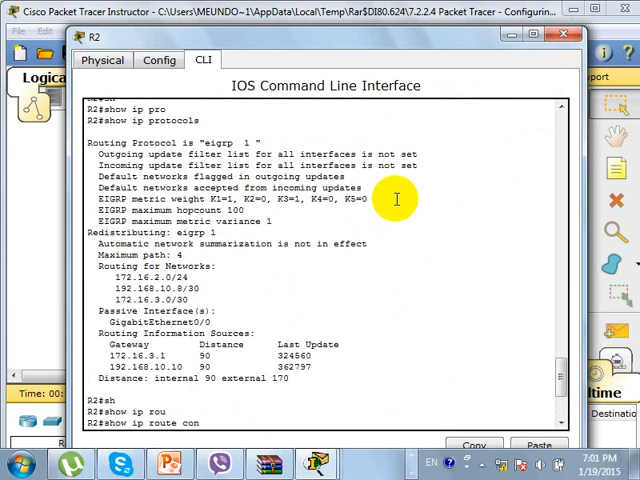 Cisco Packet Tracer Instructor - C:\Users\MEUNDO~1\AppData\Local\Temp\Rar$DI80.624\7.2.2.4 Packet Tracer - Configurin...
File Edit
R2
Physical Config CLI
Logica
port
IOS Command Line Interface
R2#sh
R2#show ip pro
R2#show ip protocols
Routing Protocol is "eigrp  1 "
Outgoing update filter list for all interfaces is not set
Incoming update filter list for all interfaces is not set
Default networks flagged in outgoing updates
Default networks accepted from incoming updates
EIGRP metric weight K1=1, K2=0, K3=1, K4=0, K5=0
EIGRP maximum hopcount 100
EIGRP maximum metric variance 1
Redistributing: eigrp 1
Automatic network summarization is not in effect
Maximum path: 4
Routing for Networks:
172.16.2.0/24
192.168.10.8/30
172.16.3.0/30
Passive Interface(s):
GigabitEthernet0/0
Routing Information Sources:
Gateway Distance Last Update
172.16.3.1 90 324560
192.168.10.10 90 362797
Distance: internal 90 external 170
R2#sh
R2#show ip rou
R2#show ip route con
Time: 00:
Copy Paste
Destinatio
EN
7:01 PM
1/19/2015